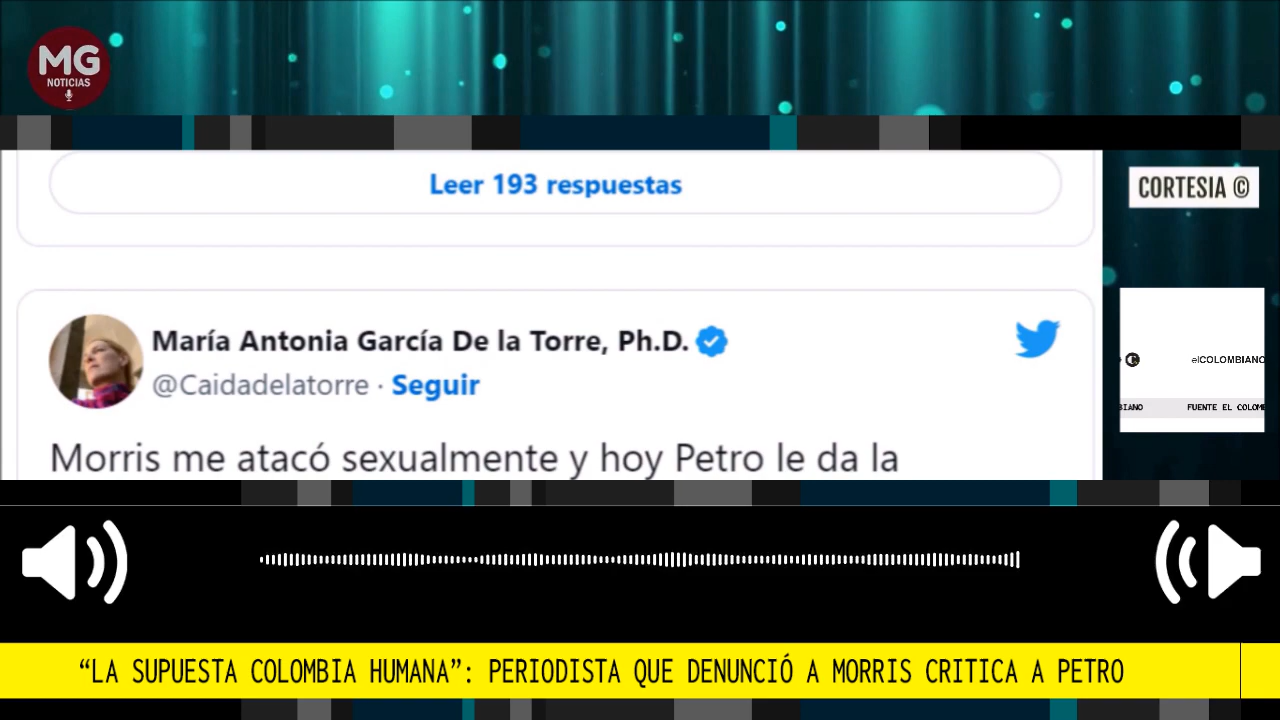 MG
NOTICIAS
Leer 193 respuestas
CORTESIA ©
María Antonia García De la Torre, Ph.D.
@Caidadelatorre · Seguir
elCOLOMBIANO
BIANO FUENTE EL COLOM
Morris me atacó sexualmente y hoy Petro le da la
“LA SUPUESTA COLOMBIA HUMANA”: PERIODISTA QUE DENUNCIÓ A MORRIS CRITICA A PETRO